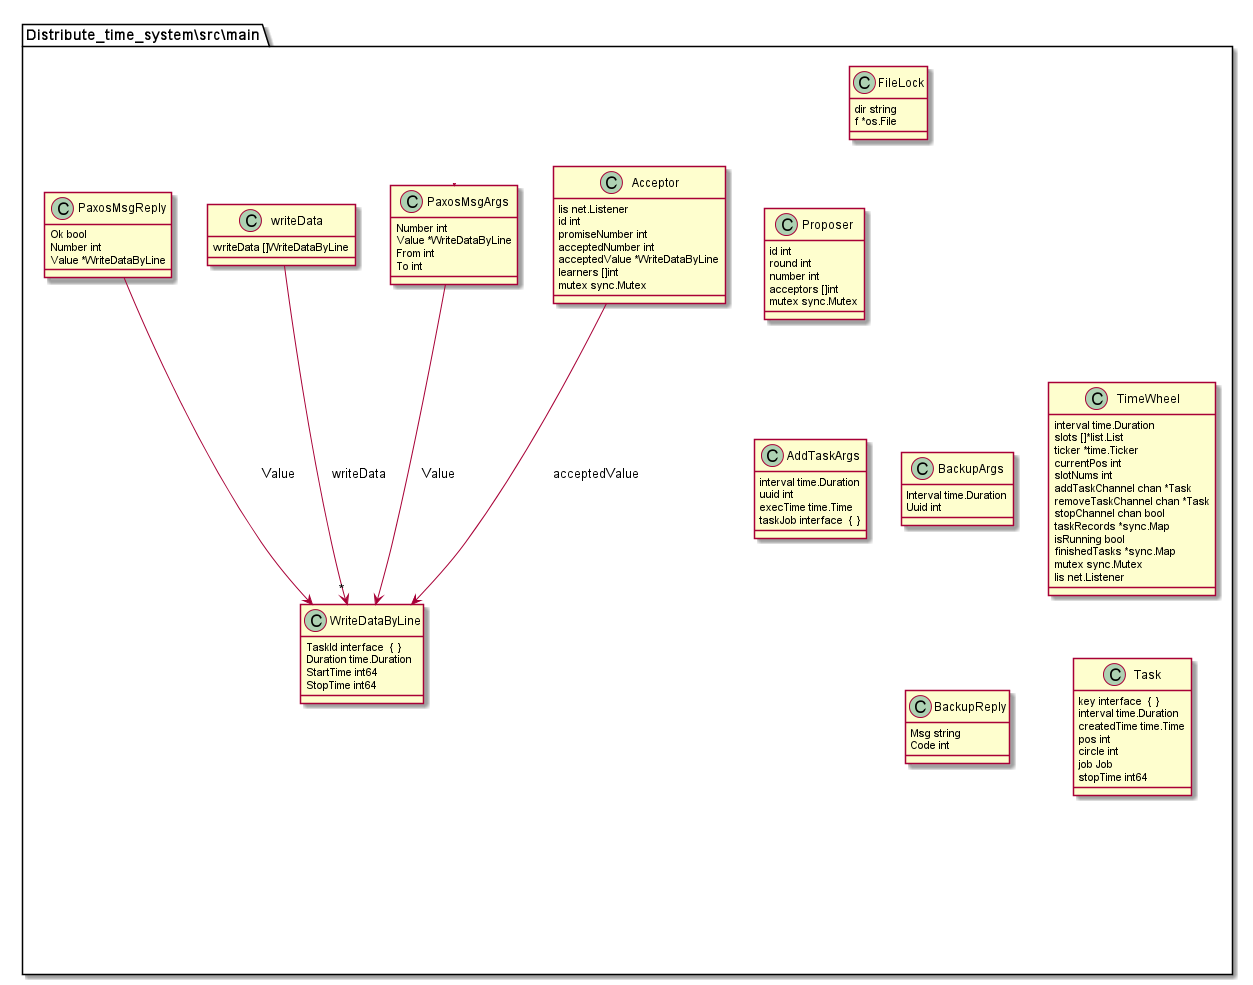 Distribute_time_system\src\main
C FileLock
dir string
f *os.File
C PaxosMsgReply
Ok bool
Number int
Value *WriteDataByLine
C writeData
writeData []WriteDataByLine
C PaxosMsgArgs
Number int
Value *WriteDataByLine
From int
To int
C Acceptor
lis net.Listener
id int
promiseNumber int
acceptedNumber int
acceptedValue *WriteDataByLine
learners []int
mutex sync.Mutex
C Proposer
id int
round int
number int
acceptors []int
mutex sync.Mutex
Value
writeData
Value
acceptedValue
*
C AddTaskArgs
interval time.Duration
uuid int
execTime time.Time
taskJob interface { }
C BackupArgs
Interval time.Duration
Uuid int
C TimeWheel
interval time.Duration
slots []*list.List
ticker *time.Ticker
currentPos int
slotNums int
addTaskChannel chan *Task
removeTaskChannel chan *Task
stopChannel chan bool
taskRecords *sync.Map
isRunning bool
finishedTasks *sync.Map
mutex sync.Mutex
lis net.Listener
C WriteDataByLine
TaskId interface { }
Duration time.Duration
StartTime int64
StopTime int64
C BackupReply
Msg string
Code int
C Task
key interface { }
interval time.Duration
createdTime time.Time
pos int
circle int
job Job
stopTime int64